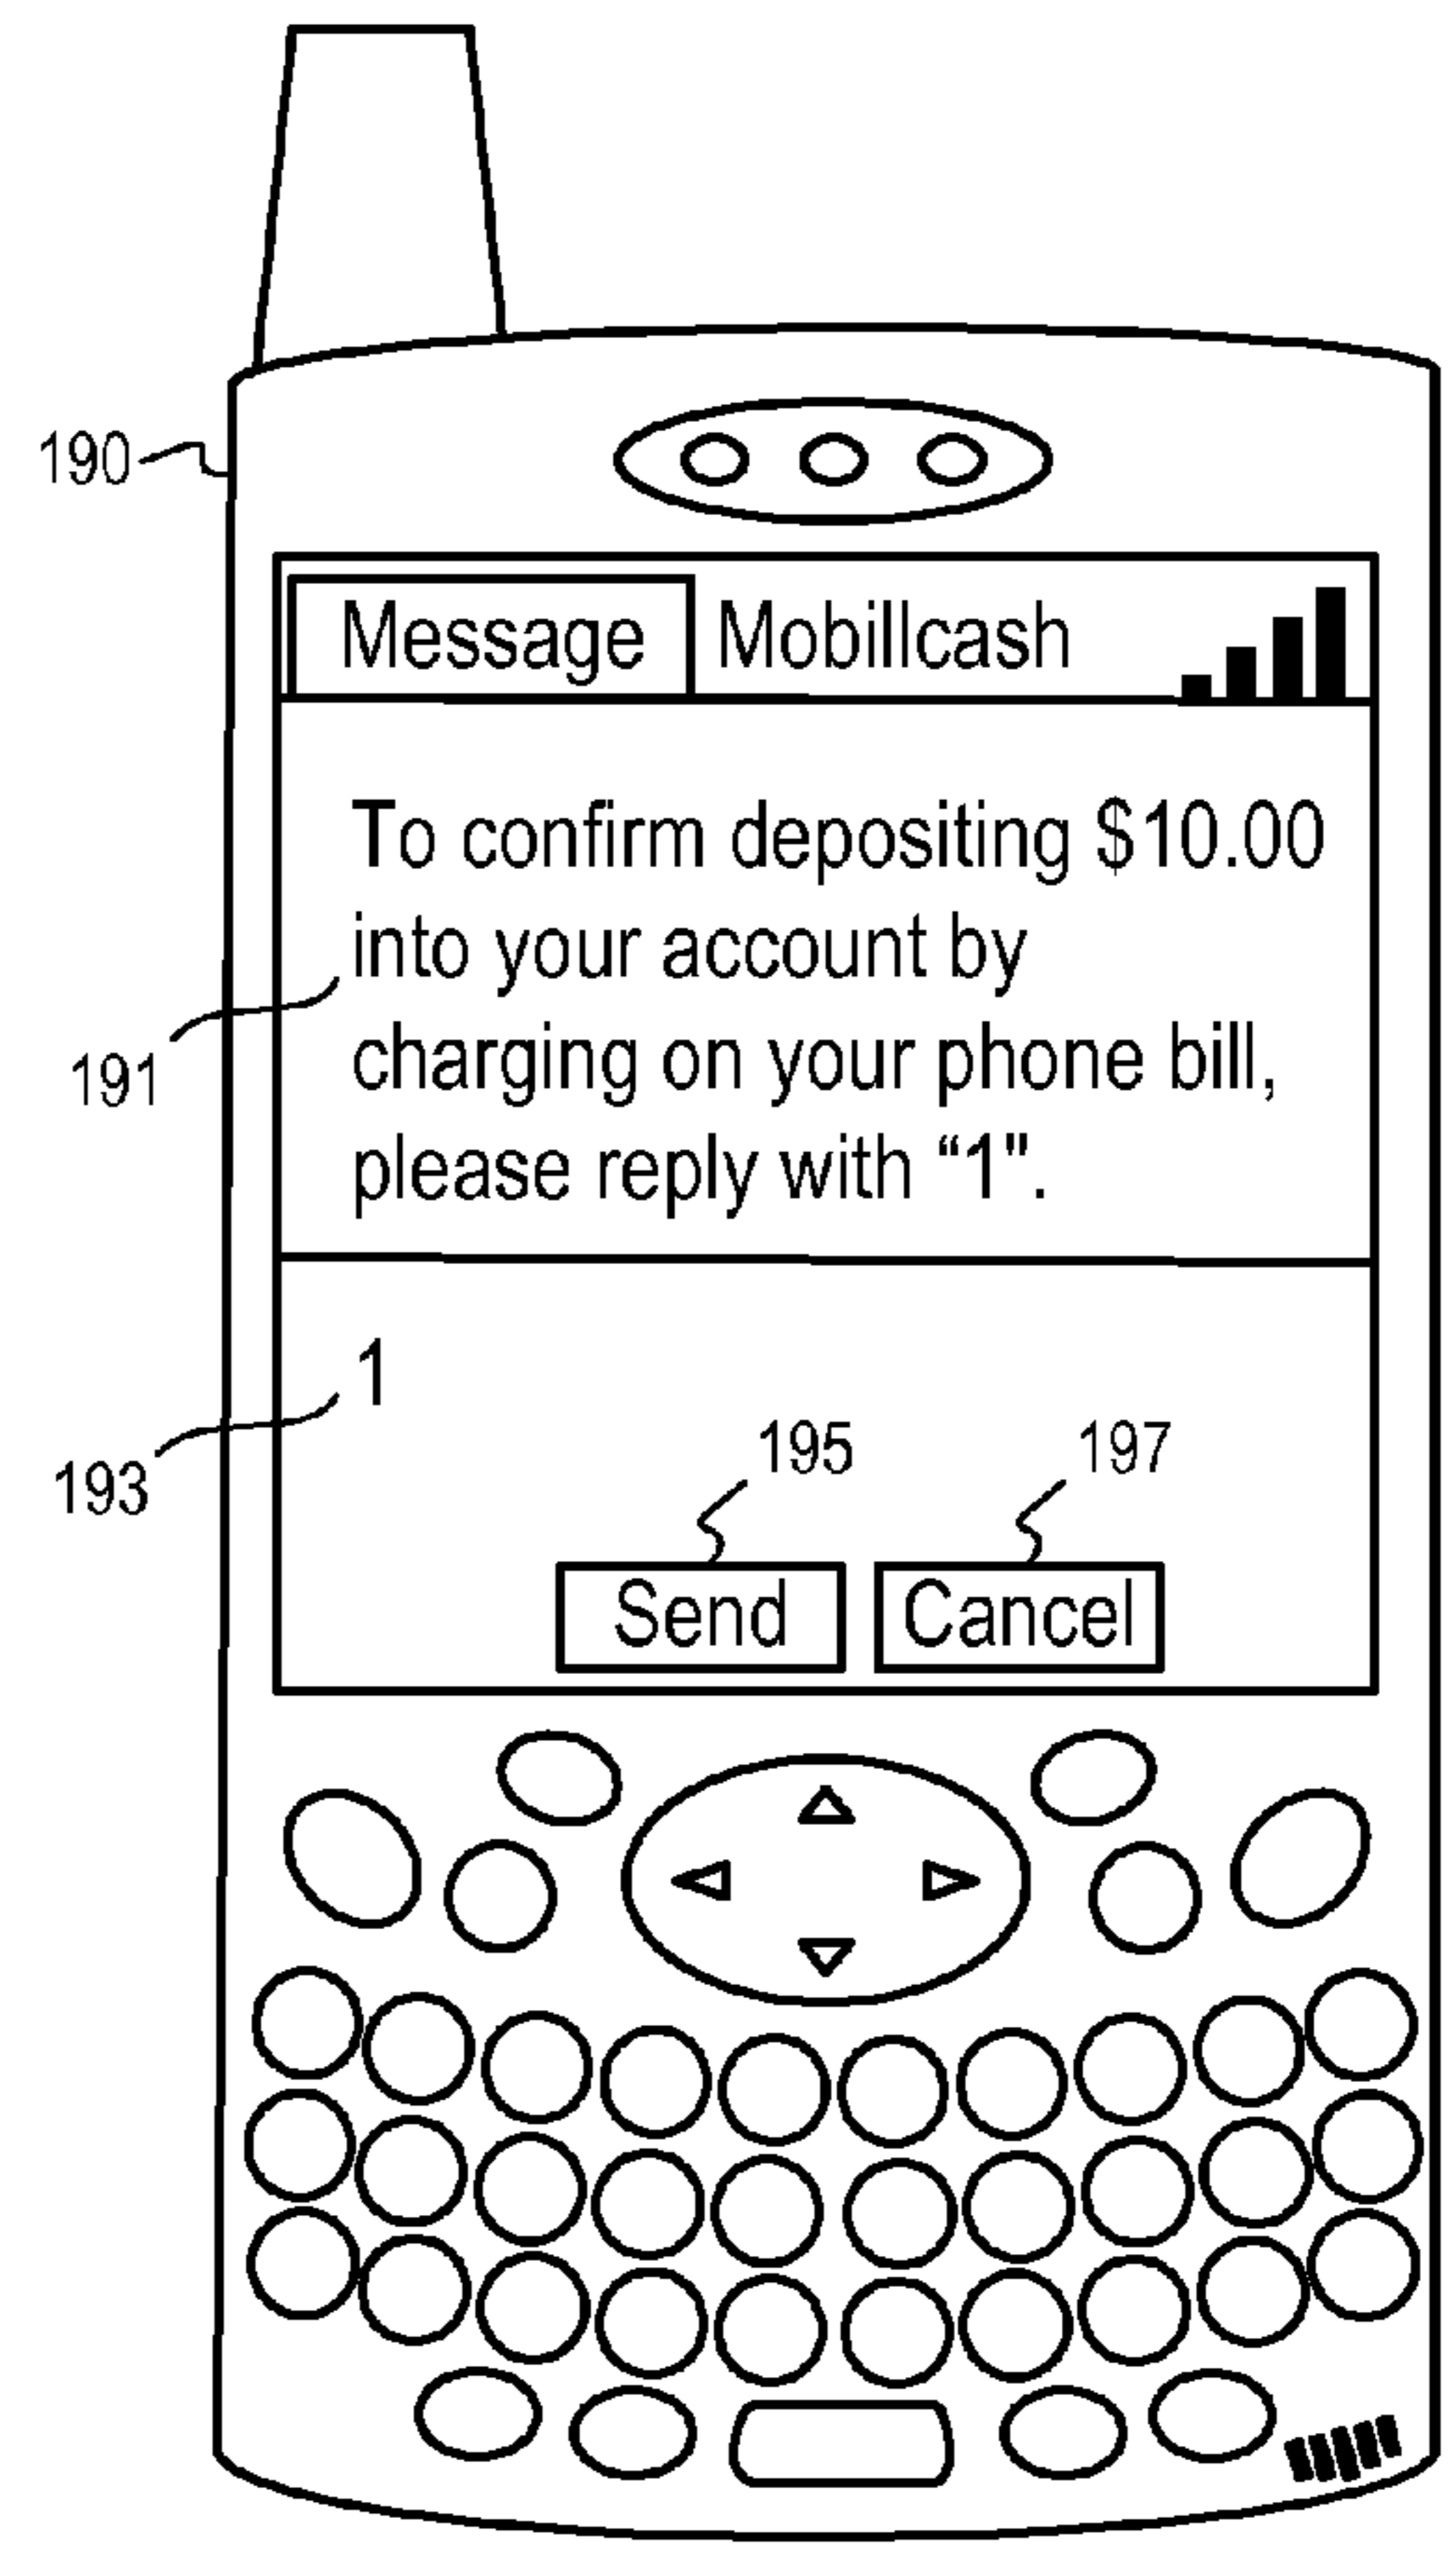 190
Message Mobillcash
To confirm depositing $10.00
into your account by
charging on your phone bill,
please reply with “1".
191
1
193
195 197
Send Cancel